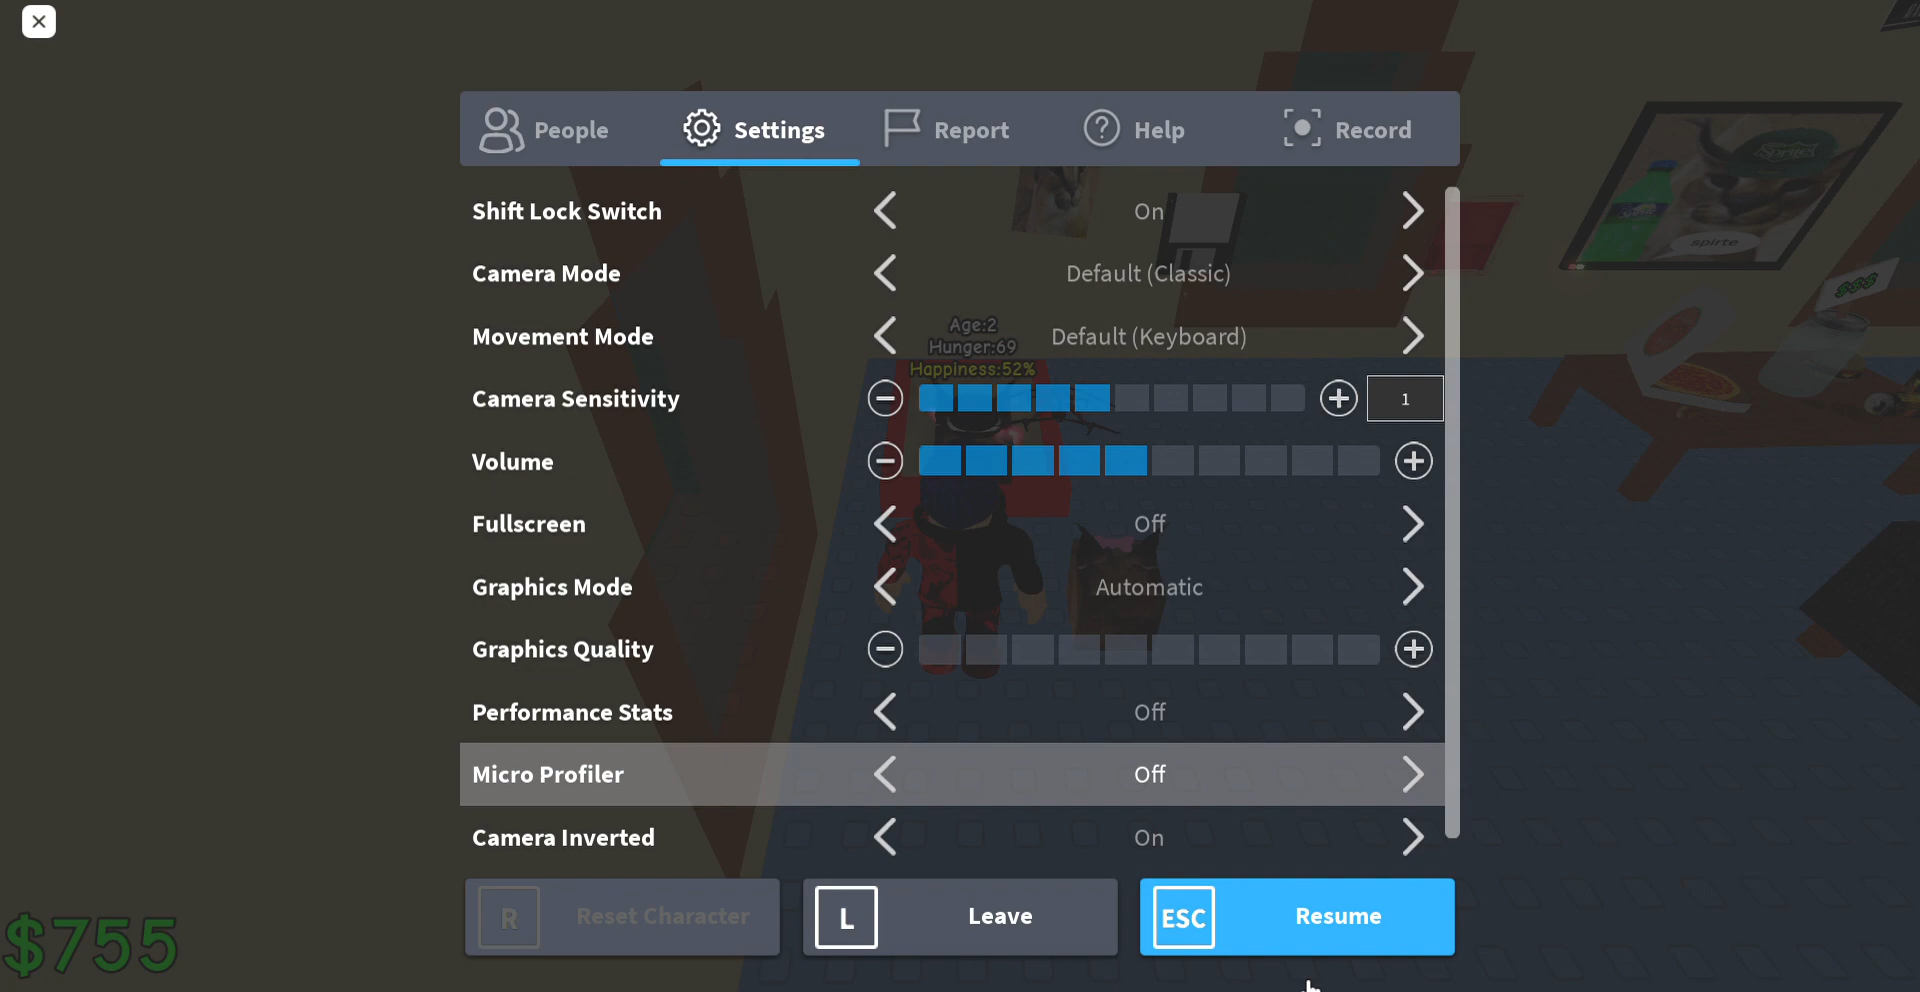 People Settings Report Help Record
Shift Lock Switch On
Camera Mode Default (Classic)
Movement Mode Default (Keyboard)
Age:2
Hunger:69
Happiness:52%
Camera Sensitivity 1
Volume
Fullscreen Off
Graphics Mode Automatic
Graphics Quality
Performance Stats Off
Micro Profiler Off
Camera Inverted On
R Reset Character L Leave ESC Resume
$755
Sprite
spirte
$$$